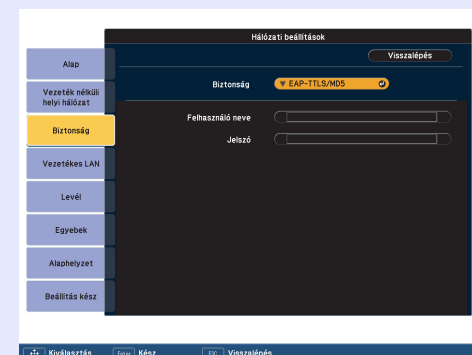 Hálózati beállítások
Visszalépés
Alap
Biztonság
EAP-TTLS/MD5
Vezeték nélküli
helyi hálózat
Felhasználó neve
Biztonság
Jelszó
Vezetékes LAN
Levél
Egyebek
Alaphelyzet
Beállítás kész
Kiválasztás
Enter Kész
ESC Visszalépés